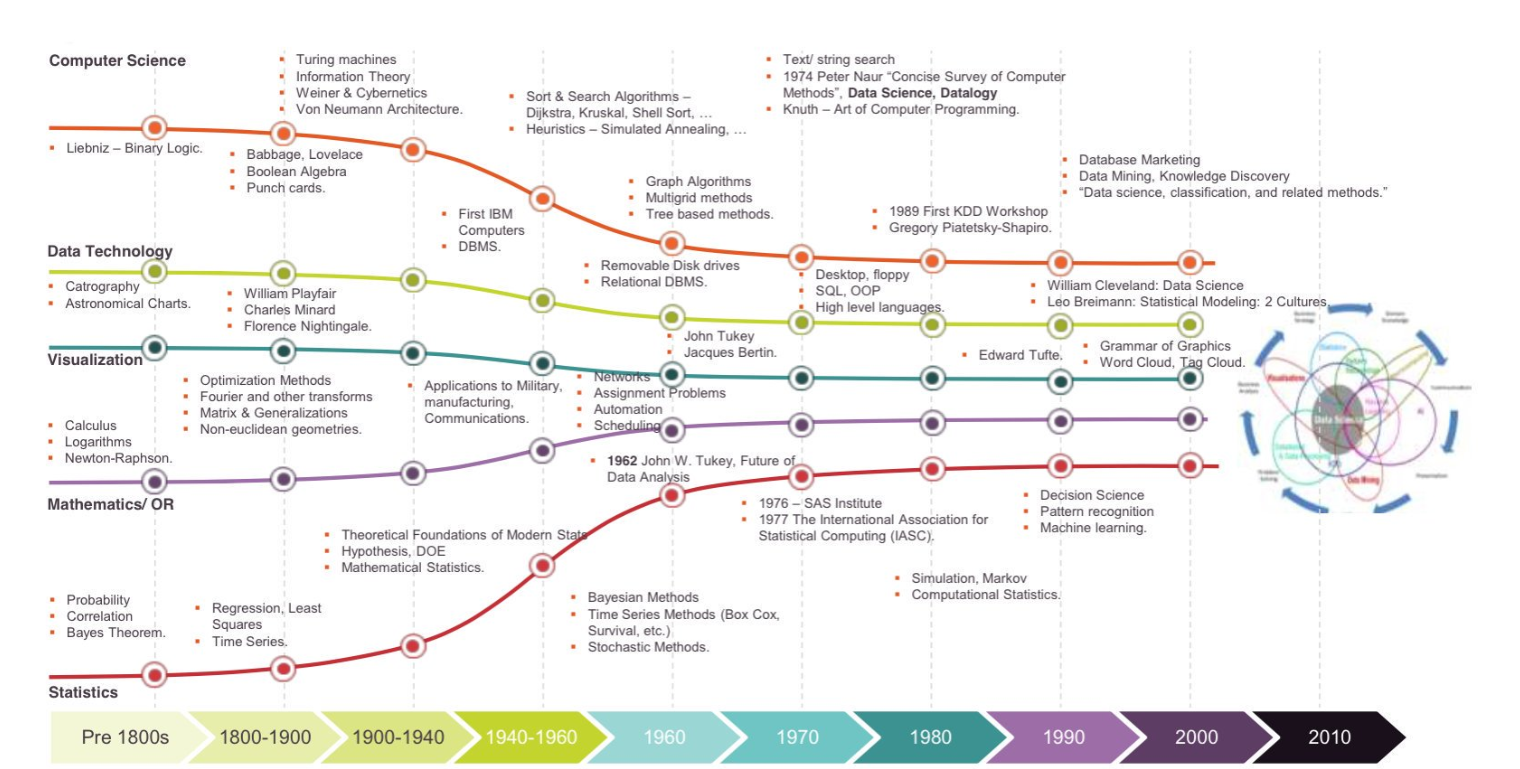 Computer Science
▪ Turing machines
▪ Information Theory
▪ Weiner & Cybernetics
▪ Von Neumann Architecture.
▪ Text/ string search
▪ 1974 Peter Naur “Concise Survey of Computer
Methods”, Data Science, Datalogy
▪ Knuth – Art of Computer Programming.
▪ Sort & Search Algorithms –
Dijkstra, Kruskal, Shell Sort, …
▪ Heuristics – Simulated Annealing, …
▪ Liebniz – Binary Logic.
▪ Babbage, Lovelace
▪ Boolean Algebra
▪ Punch cards.
▪ Database Marketing
▪ Data Mining, Knowledge Discovery
▪ “Data science, classification, and related methods.”
▪ Graph Algorithms
▪ Multigrid methods
▪ Tree based methods.
▪ First IBM
Computers
▪ DBMS.
▪ 1989 First KDD Workshop
▪ Gregory Piatetsky-Shapiro.
Data Technology
▪ Removable Disk drives
▪ Relational DBMS.
▪ Desktop, floppy
▪ SQL, OOP
▪ High level languages.
▪ William Cleveland: Data Science
▪ Leo Breimann: Statistical Modeling: 2 Cultures.
▪ Catrography
▪ Astronomical Charts.
▪ William Playfair
▪ Charles Minard
▪ Florence Nightingale.
▪ John Tukey
▪ Jacques Bertin.
▪ Edward Tufte.
▪ Grammar of Graphics
▪ Word Cloud, Tag Cloud.
Visualization
▪ Optimization Methods
▪ Fourier and other transforms
▪ Matrix & Generalizations
▪ Non-euclidean geometries.
▪ Applications to Military,
manufacturing,
Communications.
▪ Networks
▪ Assignment Problems
▪ Automation
▪ Scheduling
▪ Calculus
▪ Logarithms
▪ Newton-Raphson.
Mathematics/ OR
▪ 1962 John W. Tukey, Future of
Data Analysis
▪ 1976 – SAS Institute
▪ 1977 The International Association for
Statistical Computing (IASC).
▪ Decision Science
▪ Pattern recognition
▪ Machine learning.
▪ Theoretical Foundations of Modern Stats
▪ Hypothesis, DOE
▪ Mathematical Statistics.
▪ Simulation, Markov
▪ Computational Statistics.
▪ Probability
▪ Correlation
▪ Bayes Theorem.
▪ Regression, Least
Squares
▪ Time Series.
▪ Bayesian Methods
▪ Time Series Methods (Box Cox,
Survival, etc.)
▪ Stochastic Methods.
Statistics
Visualisations
AI
Data Mining
Pre 1800s
1800-1900
1900-1940
1940-1960
1960
1970
1980
1990
2000
2010